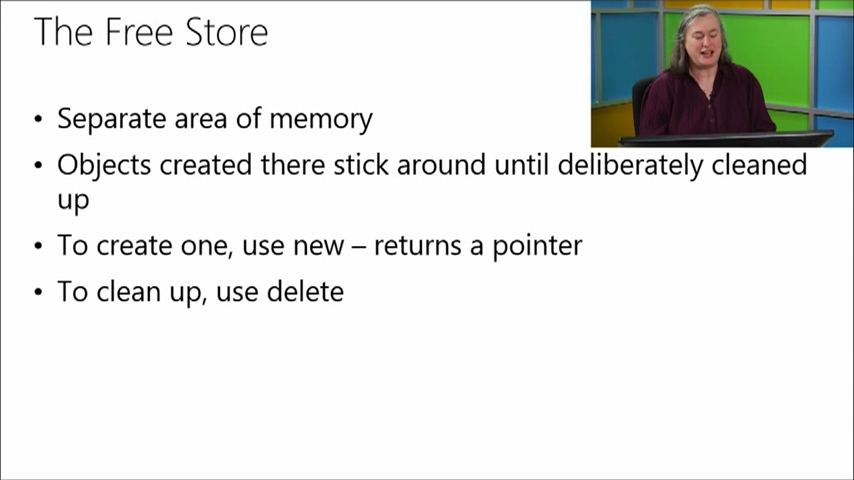 The Free Store
• Separate area of memory
• Objects created there stick around until deliberately cleaned
up
• To create one, use new – returns a pointer
• To clean up, use delete